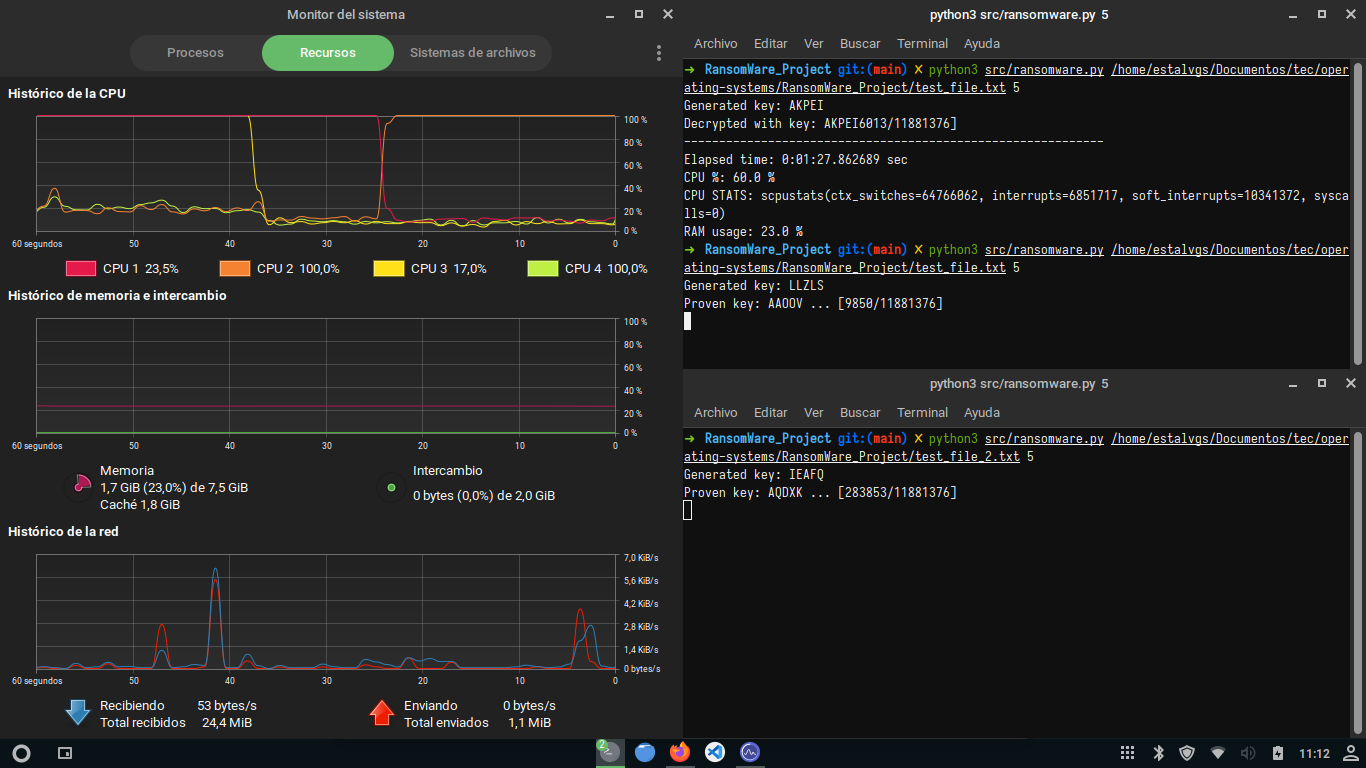 Monitor del sistema
Procesos
Recursos
Sistemas de archivos
Histórico de la CPU
100 %
80 %
60 %
40 %
20 %
0 %
60 segundos 50 40 30 20 10 0
CPU 1 23,5% CPU 2 100,0% CPU 3 17,0% CPU 4 100,0%
Histórico de memoria e intercambio
100 %
80 %
60 %
40 %
20 %
0 %
60 segundos 50 40 30 20 10 0
Memoria
1,7 GiB (23,0%) de 7,5 GiB
Caché 1,8 GiB
Intercambio
0 bytes (0,0%) de 2,0 GiB
Histórico de la red
7,0 KiB/s
5,6 KiB/s
4,2 KiB/s
2,8 KiB/s
1,4 KiB/s
0 bytes/s
60 segundos 50 40 30 20 10 0
Recibiendo 53 bytes/s
Total recibidos 24,4 MiB
Enviando 0 bytes/s
Total enviados 1,1 MiB
python3 src/ransomware.py 5
Archivo Editar Ver Buscar Terminal Ayuda
➜ RansomWare_Project git:(main) ✗ python3 src/ransomware.py /home/estalvgs/Documentos/tec/oper
ating-systems/RansomWare_Project/test_file.txt 5
Generated key: AKPEI
Decrypted with key: AKPEI6013/11881376]
------------------------------------------------------------
Elapsed time: 0:01:27.862689 sec
CPU %: 60.0 %
CPU STATS: scpustats(ctx_switches=64766062, interrupts=6851717, soft_interrupts=10341372, sysca
lls=0)
RAM usage: 23.0 %
➜ RansomWare_Project git:(main) ✗ python3 src/ransomware.py /home/estalvgs/Documentos/tec/oper
ating-systems/RansomWare_Project/test_file.txt 5
Generated key: LLZLS
Proven key: AAOOV ... [9850/11881376]
python3 src/ransomware.py 5
Archivo Editar Ver Buscar Terminal Ayuda
➜ RansomWare_Project git:(main) ✗ python3 src/ransomware.py /home/estalvgs/Documentos/tec/oper
ating-systems/RansomWare_Project/test_file_2.txt 5
Generated key: IEAFQ
Proven key: AQDXK ... [283853/11881376]
2
11:12